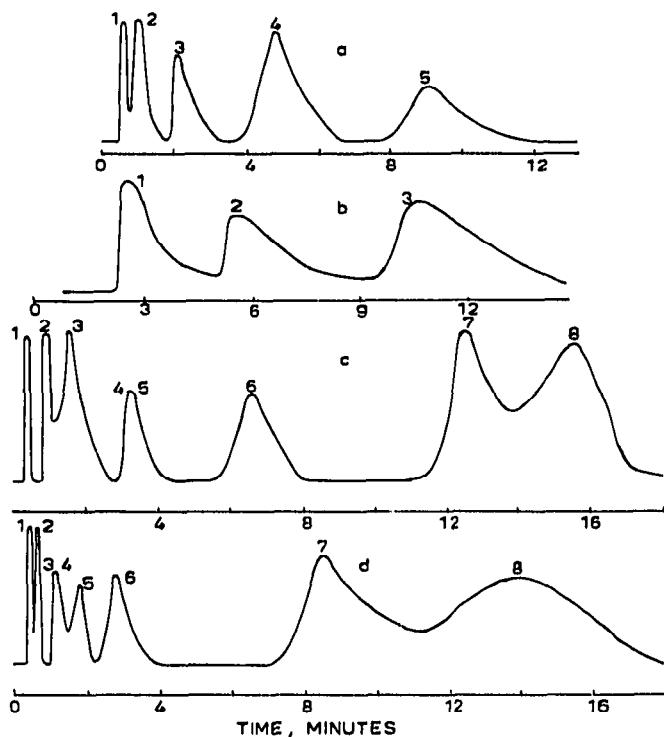 1 2 3 4 a 5
0 4 8 12
1 2 b 3
0 3 6 9 12
1 2 3 4 5 6 c 7 8
4 8 12 16
1 2 3 4 5 6 7 d 8
0 4 8 12 16
TIME, MINUTES